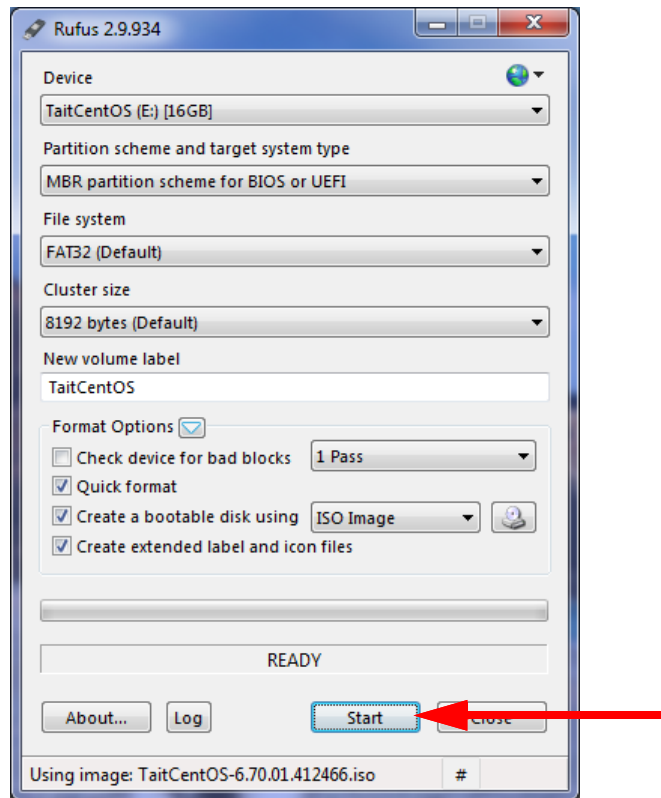 Rufus 2.9.934
Device
TaitCentOS (E:) [16GB]
Partition scheme and target system type
MBR partition scheme for BIOS or UEFI
File system
FAT32 (Default)
Cluster size
8192 bytes (Default)
New volume label
TaitCentOS
Format Options
Check device for bad blocks 1 Pass
Quick format
Create a bootable disk using ISO Image
Create extended label and icon files
READY
About... Log Start Close
Using image: TaitCentOS-6.70.01.412466.iso #